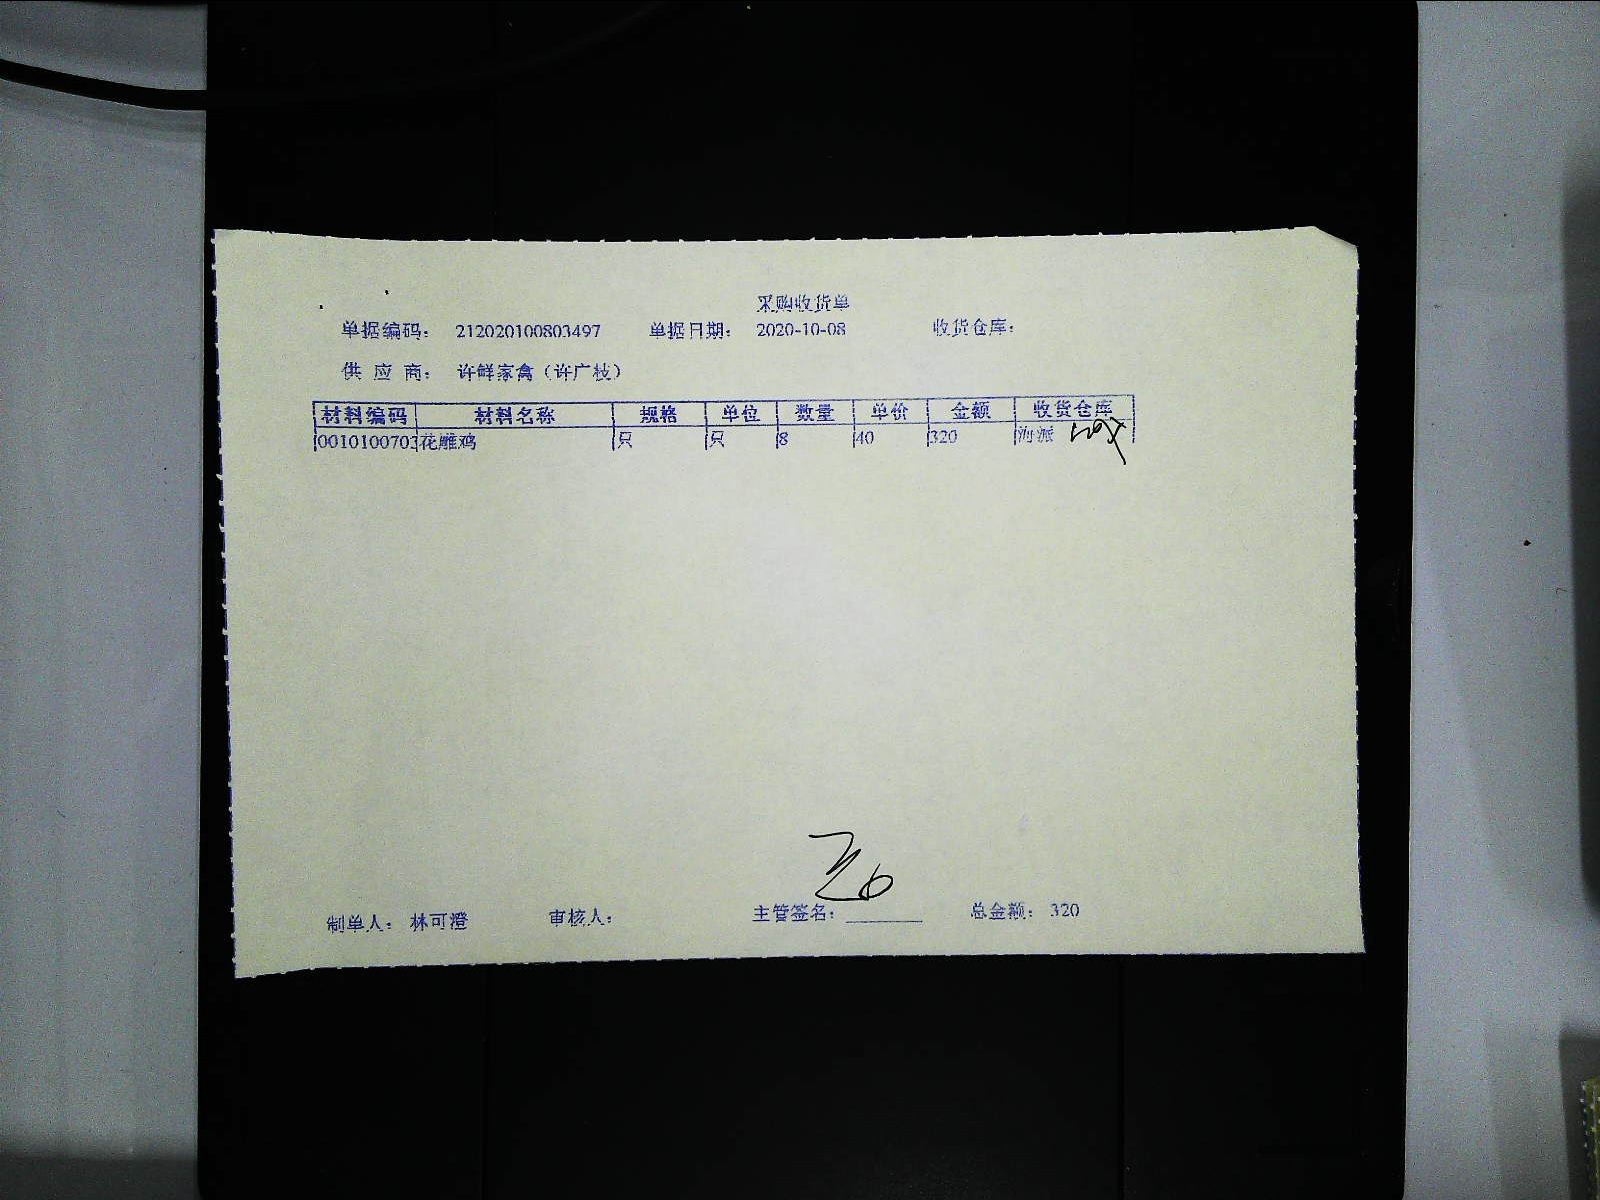 采购收货单
单据编码： 212020100803497 单据日期： 2020-10-08 收货仓库：
供 应 商： 许鲜家禽（许广枝）
材料编码 材料名称 规格 单位 数量 单价 金额 收货仓库
0010100703 花雕鸡 只 只 8 40 320 海派
制单人： 林可澄 审核人： 主管签名： 总金额： 320